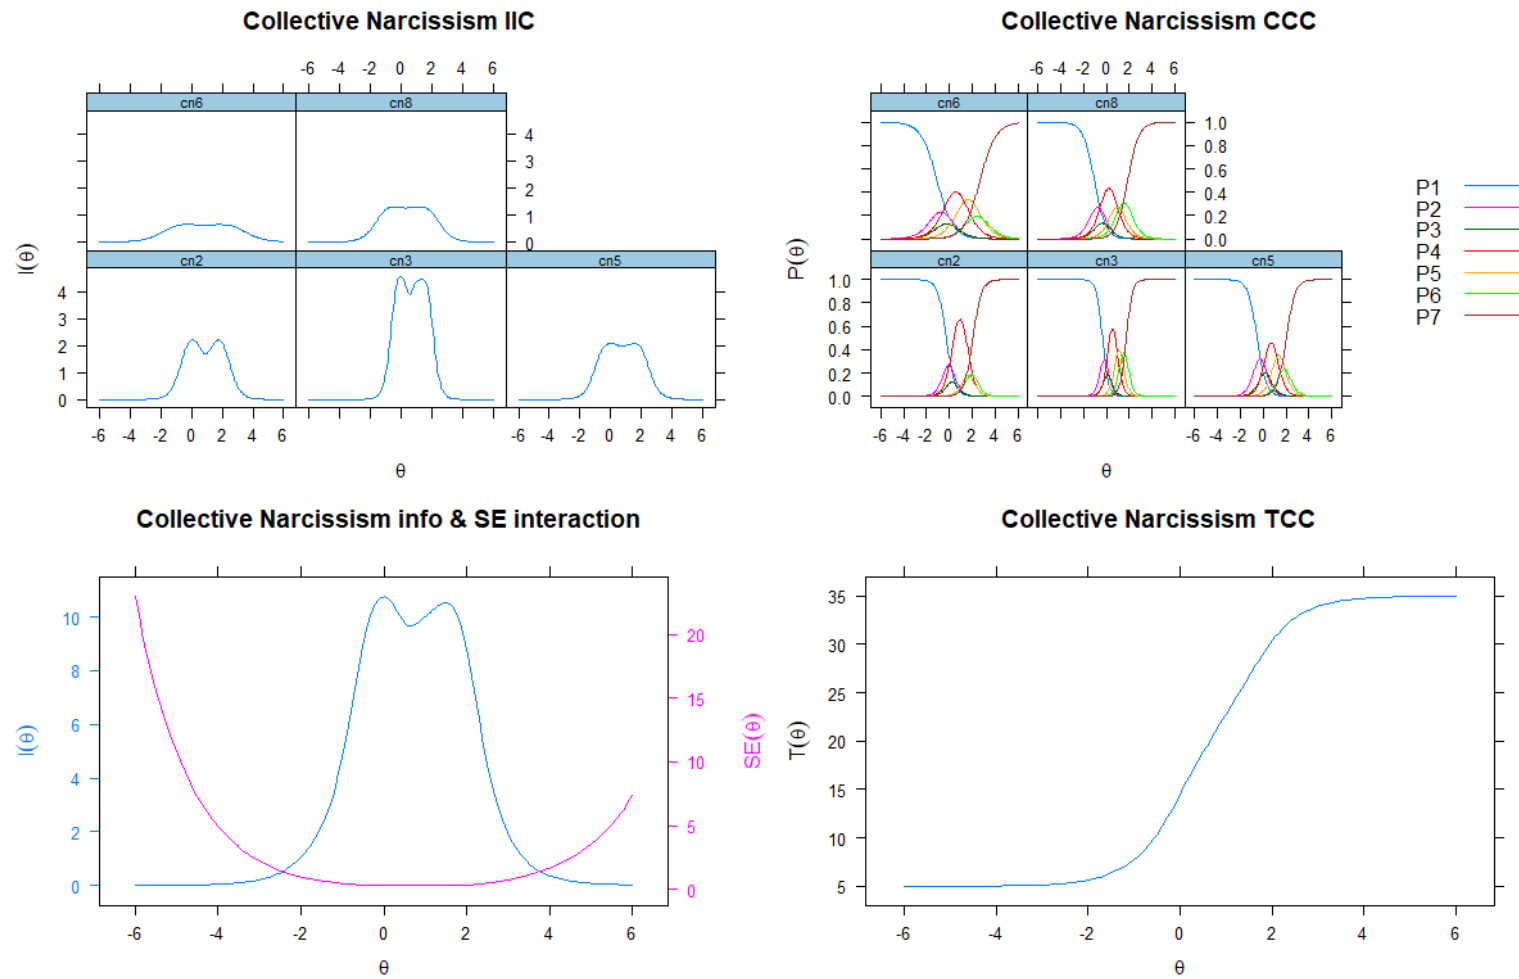 Collective Narcissism IIC
-6 -4 -2 0 2 4 6
cn6 cn8
4
3
2
1
0
I(θ)
cn2 cn3 cn5
4
3
2
1
0
-6 -4 -2 0 2 4 6 -6 -4 -2 0 2 4 6
θ
Collective Narcissism CCC
-6 -4 -2 0 2 4 6
cn6 cn8
1.0
0.8
0.6
0.4
0.2
0.0
P(θ)
cn2 cn3 cn5
1.0
0.8
0.6
0.4
0.2
0.0
-6 -4 -2 0 2 4 6 -6 -4 -2 0 2 4 6
θ
P1
P2
P3
P4
P5
P6
P7
Collective Narcissism info & SE interaction
I(θ)
10
8
6
4
2
0
20
15
10
5
0
SE(θ)
-6 -4 -2 0 2 4 6
θ
Collective Narcissism TCC
T(θ)
35
30
25
20
15
10
5
-6 -4 -2 0 2 4 6
θ